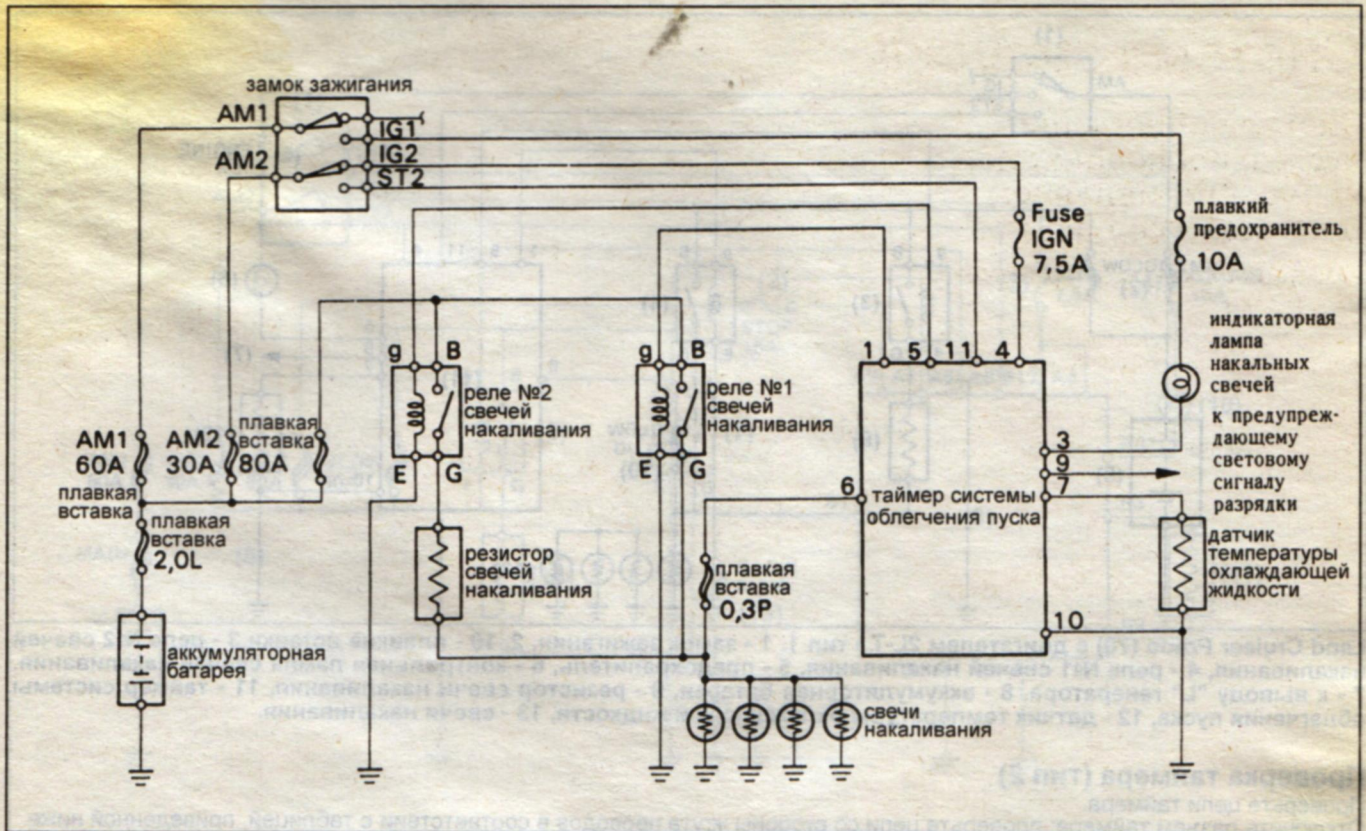 замок зажигания
AM1
IG1
IG2
AM2
ST2
Fuse
IGN
7,5A
плавкий
предохранитель
10A
индикаторная
лампа
накальных
свечей
g B
реле №2
свечей
накаливания
E G
g B
реле №1
свечей
накаливания
E G
1 5 11 4
3
9
7
6
10
таймер системы
облегчения пуска
к предупреж-
дающему
световому
сигналу
разрядки
AM1
60A
плавкая
вставка
AM2
30A
плавкая
вставка
80A
плавкая
вставка
2,0L
резистор
свечей
накаливания
плавкая
вставка
0,3P
датчик
температуры
охлаждающей
жидкости
аккумуляторная
батарея
свечи
накаливания